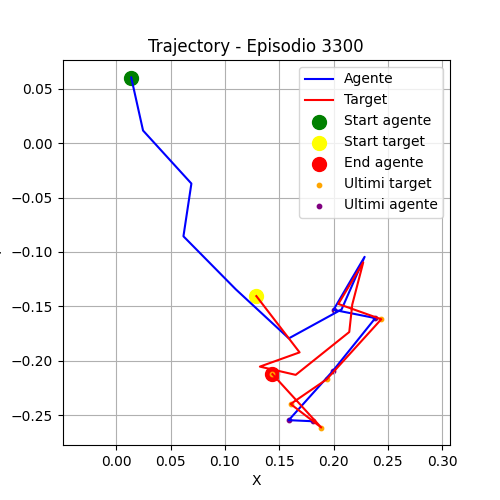 Trajectory - Episodio 3300
Agente
Target
Start agente
Start target
End agente
Ultimi target
Ultimi agente
0.05
0.00
−0.05
−0.10
−0.15
−0.20
−0.25
0.00 0.05 0.10 0.15 0.20 0.25 0.30
X